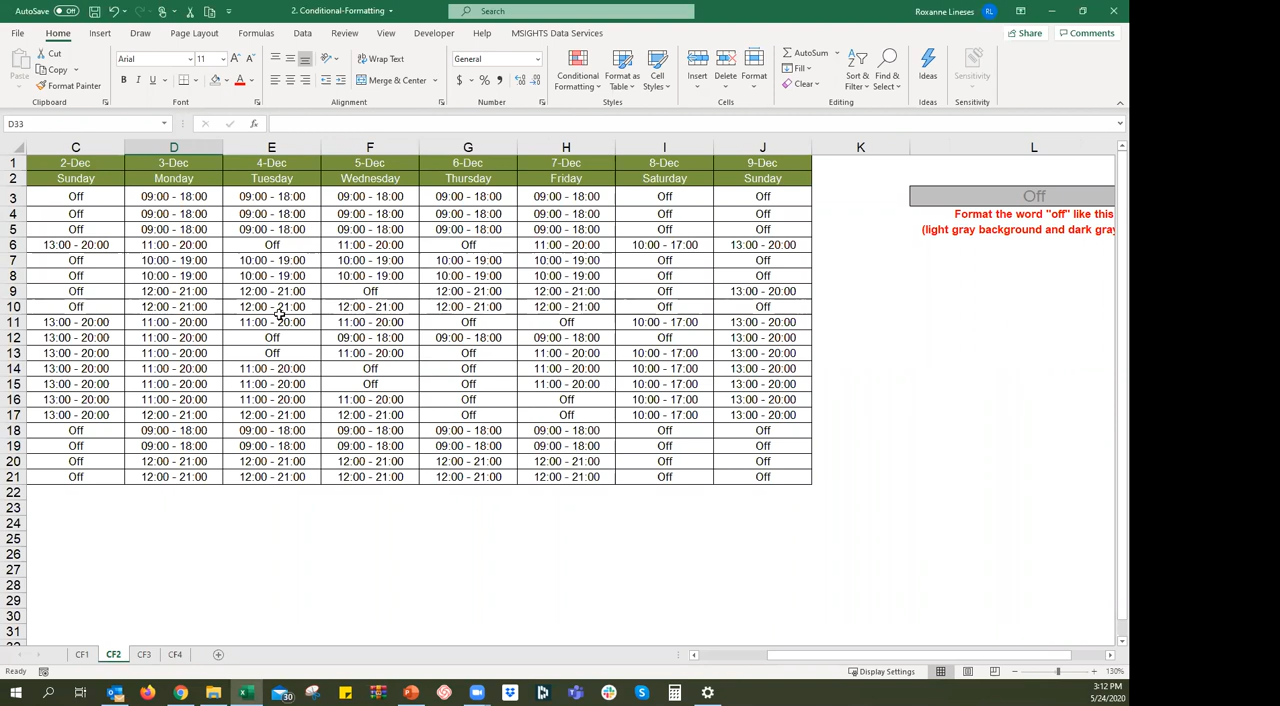 AutoSave Off 2. Conditional-Formatting Search Roxanne Lineses RL
File Home Insert Draw Page Layout Formulas Data Review View Developer Help MSIGHTS Data Services Share Comments
Paste Cut Copy Format Painter Clipboard
Arial 11 B I U A Font
Wrap Text Merge & Center Alignment
General $ % Number
Conditional Formatting Format as Table Cell Styles Styles
Insert Delete Format Cells
AutoSum Fill Clear Sort & Filter Find & Select Editing
Ideas Ideas
Sensitivity Sensitivity
D33 fx
C D E F G H I J K L
1 2-Dec 3-Dec 4-Dec 5-Dec 6-Dec 7-Dec 8-Dec 9-Dec
2 Sunday Monday Tuesday Wednesday Thursday Friday Saturday Sunday
3 Off 09:00 - 18:00 09:00 - 18:00 09:00 - 18:00 09:00 - 18:00 09:00 - 18:00 Off Off Off
4 Off 09:00 - 18:00 09:00 - 18:00 09:00 - 18:00 09:00 - 18:00 09:00 - 18:00 Off Off Format the word "off" like this
5 Off 09:00 - 18:00 09:00 - 18:00 09:00 - 18:00 09:00 - 18:00 09:00 - 18:00 Off Off (light gray background and dark gray
6 13:00 - 20:00 11:00 - 20:00 Off 11:00 - 20:00 Off 11:00 - 20:00 10:00 - 17:00 13:00 - 20:00
7 Off 10:00 - 19:00 10:00 - 19:00 10:00 - 19:00 10:00 - 19:00 10:00 - 19:00 Off Off
8 Off 10:00 - 19:00 10:00 - 19:00 10:00 - 19:00 10:00 - 19:00 10:00 - 19:00 Off Off
9 Off 12:00 - 21:00 12:00 - 21:00 Off 12:00 - 21:00 12:00 - 21:00 Off 13:00 - 20:00
10 Off 12:00 - 21:00 12:00 - 21:00 12:00 - 21:00 12:00 - 21:00 12:00 - 21:00 Off Off
11 13:00 - 20:00 11:00 - 20:00 11:00 - 20:00 11:00 - 20:00 Off Off 10:00 - 17:00 13:00 - 20:00
12 13:00 - 20:00 11:00 - 20:00 Off 09:00 - 18:00 09:00 - 18:00 09:00 - 18:00 Off 13:00 - 20:00
13 13:00 - 20:00 11:00 - 20:00 Off 11:00 - 20:00 Off 11:00 - 20:00 10:00 - 17:00 13:00 - 20:00
14 13:00 - 20:00 11:00 - 20:00 11:00 - 20:00 Off Off 11:00 - 20:00 10:00 - 17:00 13:00 - 20:00
15 13:00 - 20:00 11:00 - 20:00 11:00 - 20:00 Off Off 11:00 - 20:00 10:00 - 17:00 13:00 - 20:00
16 13:00 - 20:00 11:00 - 20:00 11:00 - 20:00 11:00 - 20:00 Off Off 10:00 - 17:00 13:00 - 20:00
17 13:00 - 20:00 12:00 - 21:00 12:00 - 21:00 12:00 - 21:00 Off Off 10:00 - 17:00 13:00 - 20:00
18 Off 09:00 - 18:00 09:00 - 18:00 09:00 - 18:00 09:00 - 18:00 09:00 - 18:00 Off Off
19 Off 09:00 - 18:00 09:00 - 18:00 09:00 - 18:00 09:00 - 18:00 09:00 - 18:00 Off Off
20 Off 12:00 - 21:00 12:00 - 21:00 12:00 - 21:00 12:00 - 21:00 12:00 - 21:00 Off Off
21 Off 12:00 - 21:00 12:00 - 21:00 12:00 - 21:00 12:00 - 21:00 12:00 - 21:00 Off Off
22
23
24
25
26
27
28
29
30
31
CF1 CF2 CF3 CF4
Ready Display Settings 130%
30 3:12 PM
5/24/2020